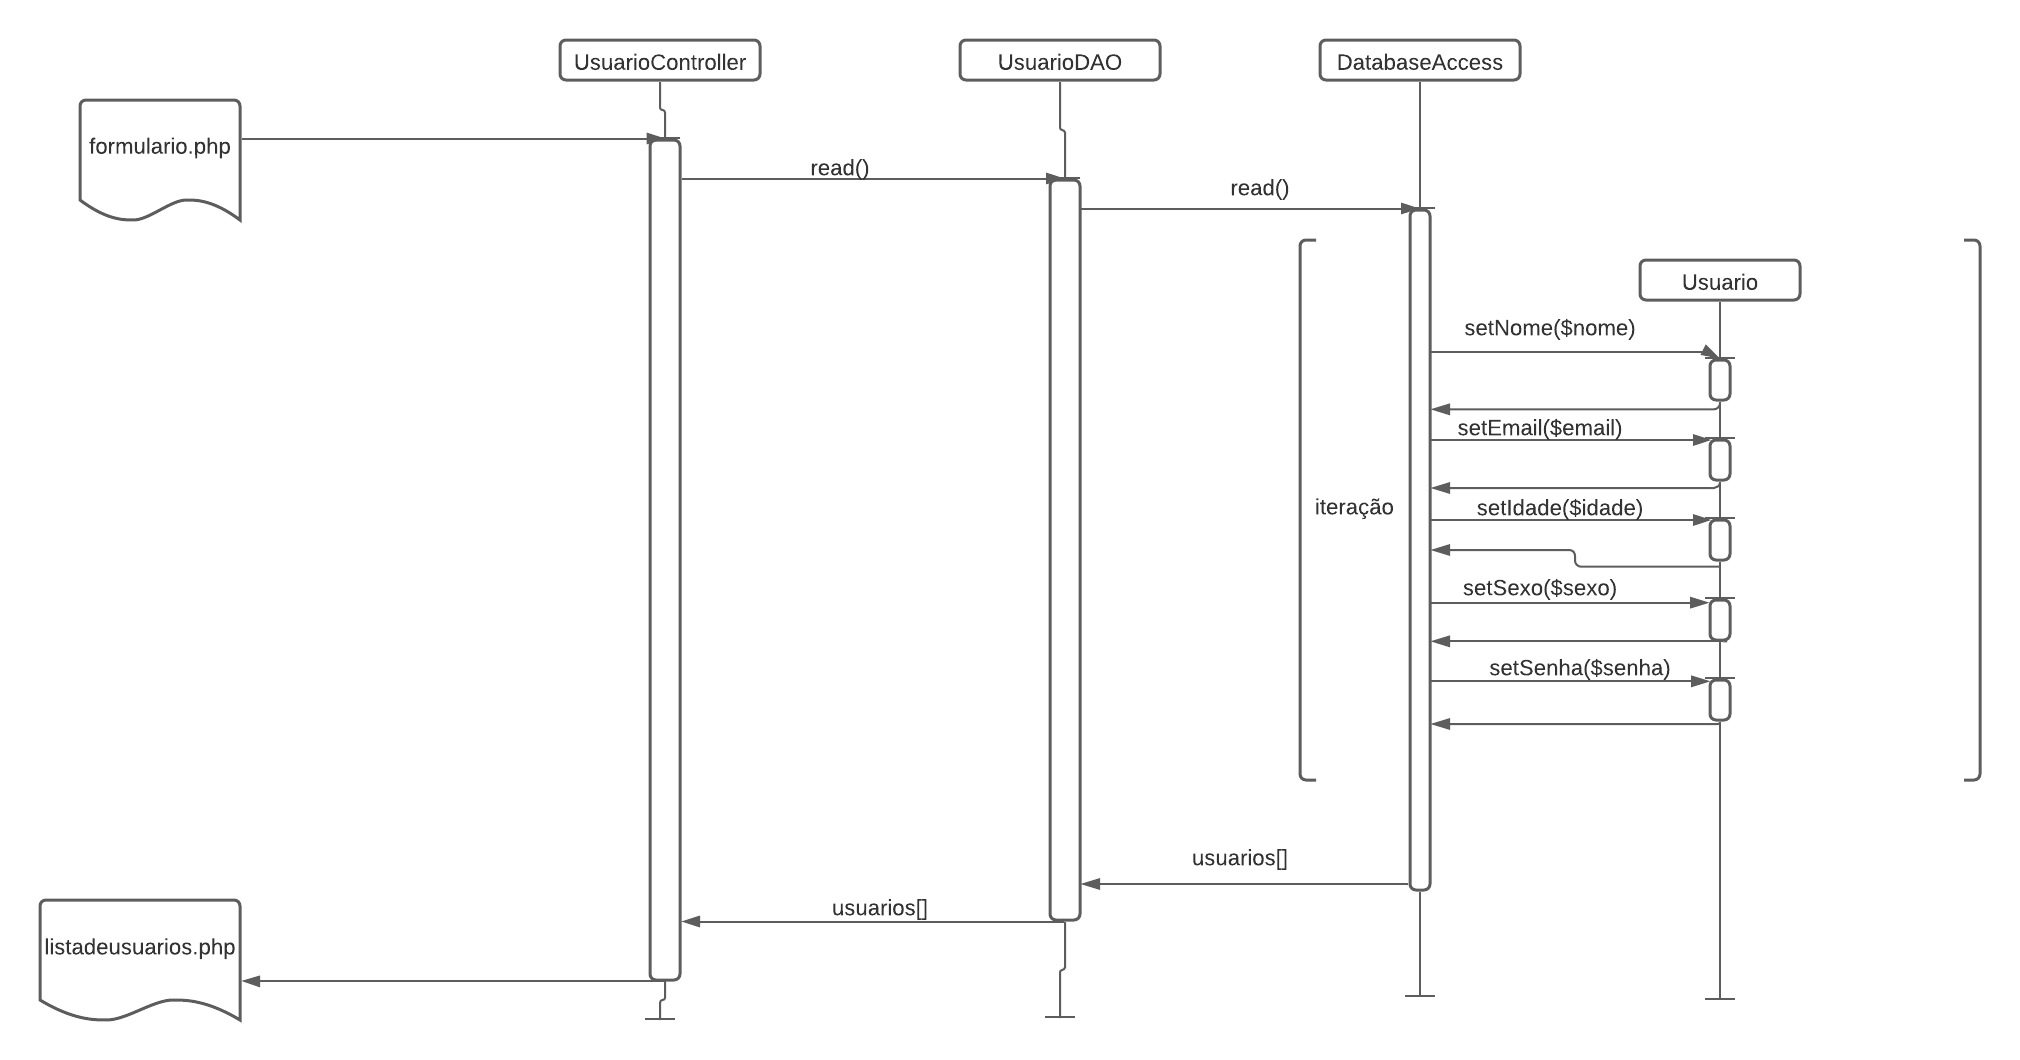 UsuarioController
UsuarioDAO
DatabaseAccess
formulario.php
read()
read()
Usuario
setNome($nome)
setEmail($email)
iteração
setIdade($idade)
setSexo($sexo)
setSenha($senha)
usuarios[]
usuarios[]
listadeusuarios.php